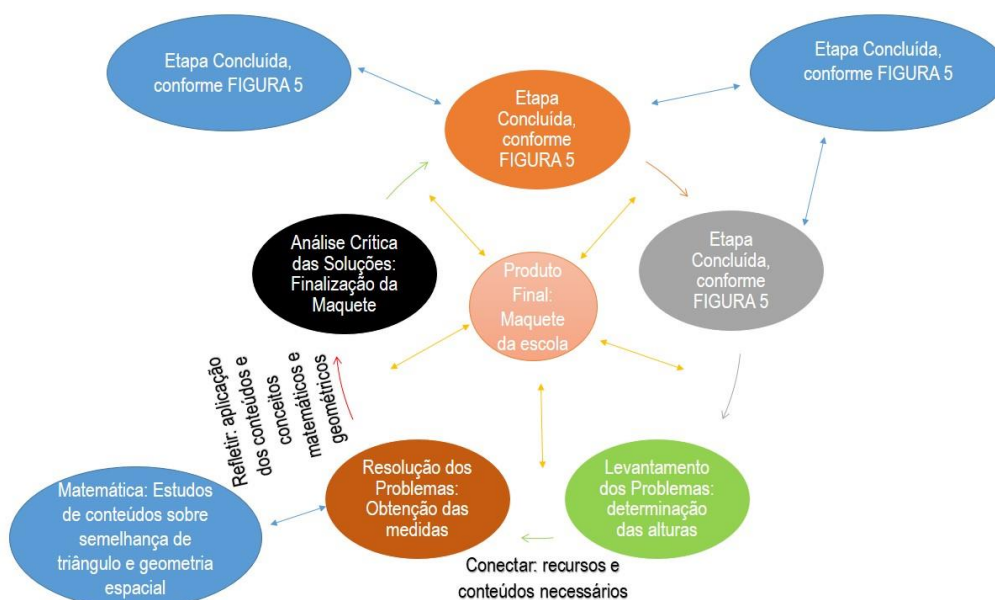 Etapa Concluída,
conforme FIGURA 5
Etapa Concluída,
conforme FIGURA 5
Etapa
Concluída,
conforme
FIGURA 5
Análise Crítica
das Soluções:
Finalização da
Maquete
Etapa
Concluída,
conforme
FIGURA 5
Produto
Final:
Maquete
da escola
Refletir: aplicação
dos conteúdos e
conceitos
matemáticos e
geométricos
Resolução dos
Problemas:
Obtenção das
medidas
Levantamento
dos Problemas:
determinação
das alturas
Matemática: Estudos
de conteúdos sobre
semelhança de
triângulo e geometria
espacial
Conectar: recursos e
conteúdos necessários